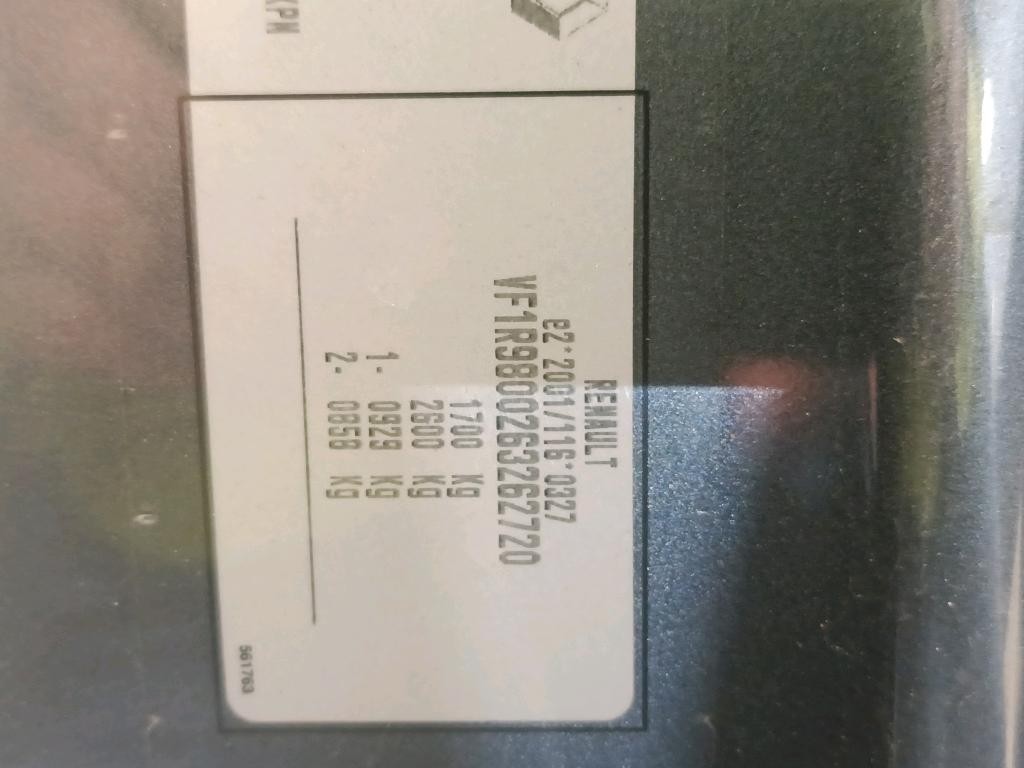 RENAULT
e2*2001/116*0327
VF1R9800263262720
1700 kg
2600 kg
1- 0929 kg
2- 0858 kg
561763